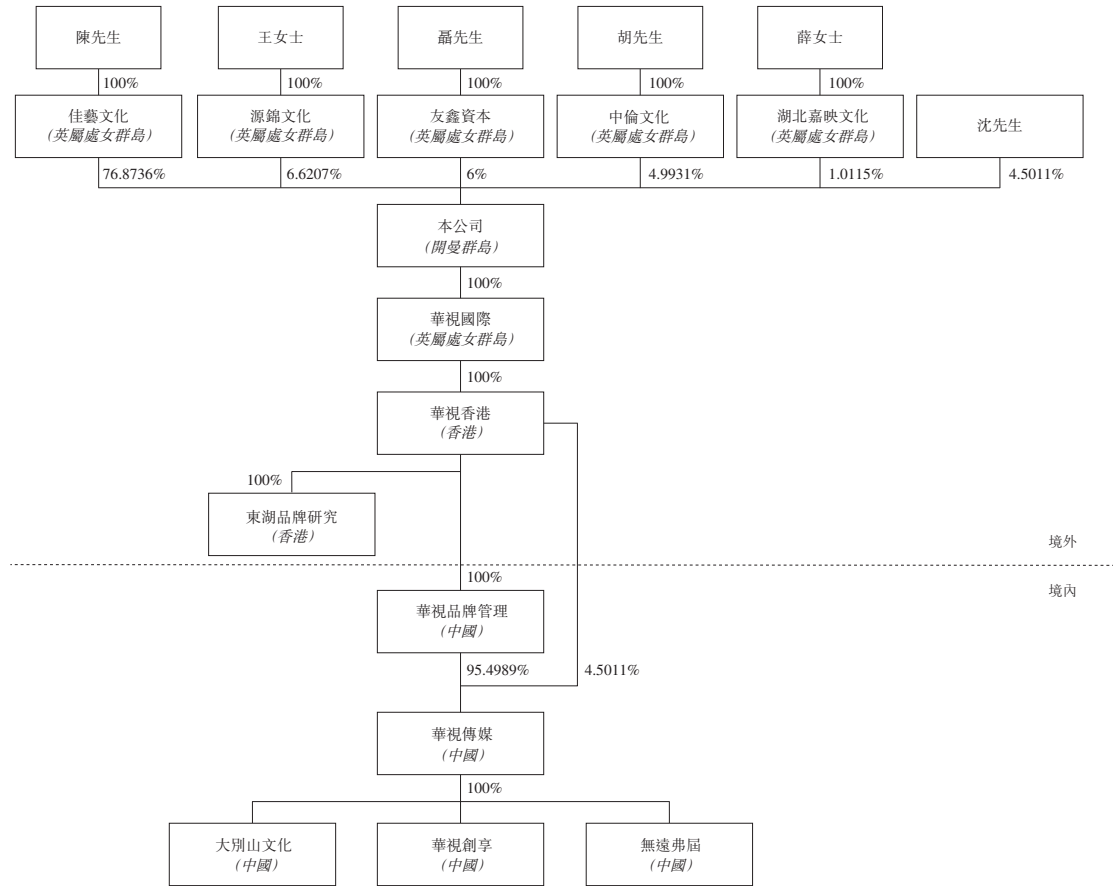 陳先生
王女士
聶先生
胡先生
薛女士
100%
100%
100%
100%
100%
佳藝文化
(英屬處女群島)
源錦文化
(英屬處女群島)
友鑫資本
(英屬處女群島)
中倫文化
(英屬處女群島)
湖北嘉映文化
(英屬處女群島)
沈先生
76.8736%
6.6207%
6%
4.9931%
1.0115%
4.5011%
本公司
(開曼群島)
100%
華視國際
(英屬處女群島)
100%
華視香港
(香港)
100%
東湖品牌研究
(香港)
境外
境內
100%
華視品牌管理
(中國)
95.4989%
4.5011%
華視傳媒
(中國)
100%
大別山文化
(中國)
華視創享
(中國)
無遠弗屆
(中國)